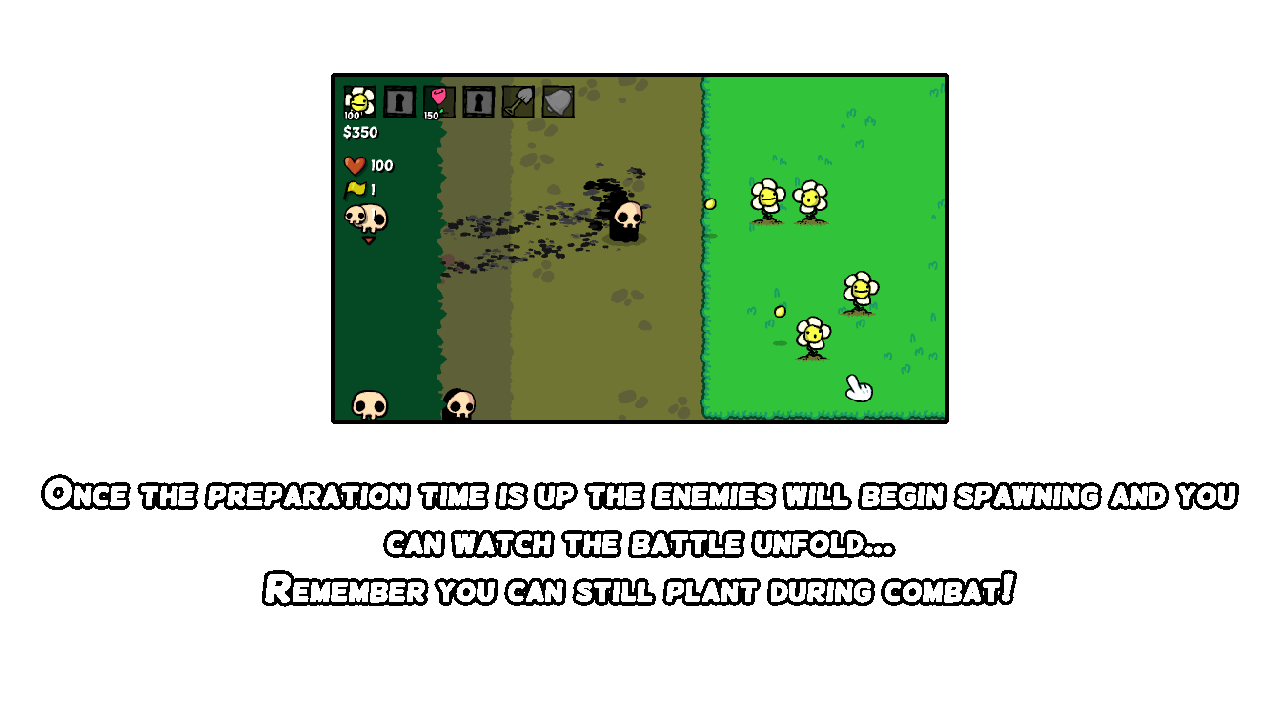 100
150
$350
100
1
1
Once the preparation time is up the enemies will begin spawning and you
can watch the battle unfold...
Remember you can still plant during combat!